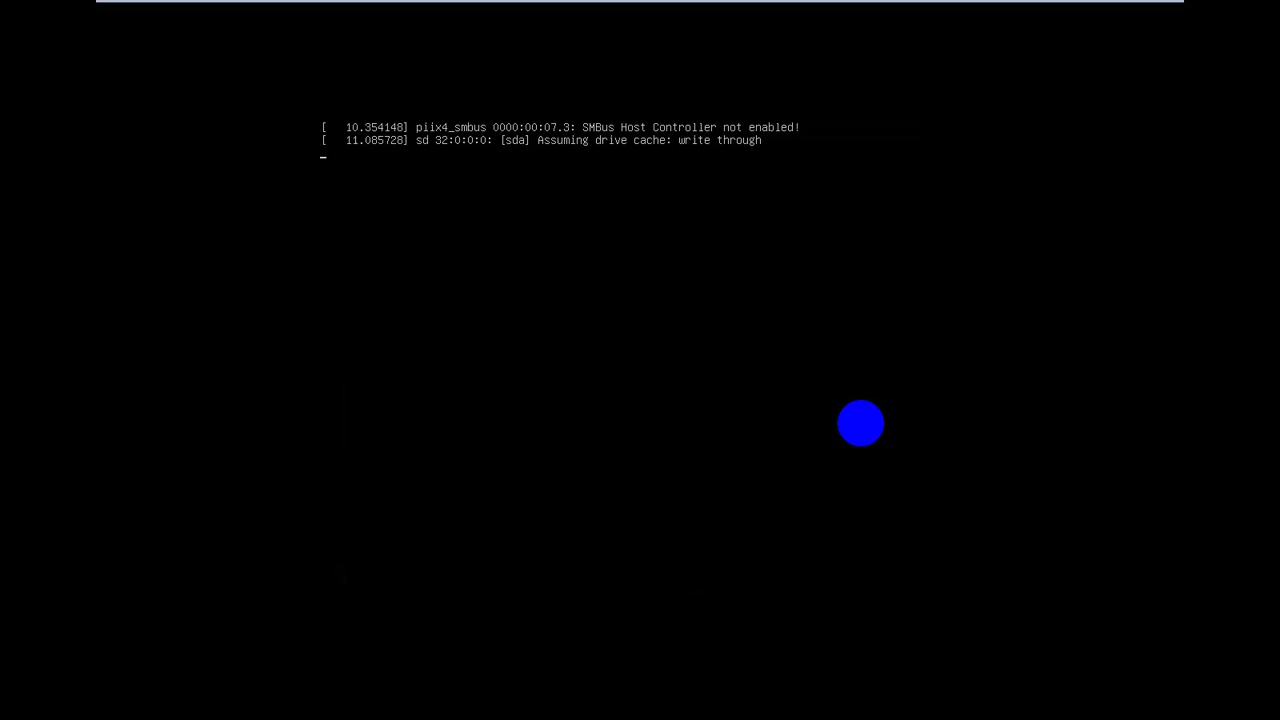 [   10.354148] piix4_smbus 0000:00:07.3: SMBus Host Controller not enabled!
[   11.085728] sd 32:0:0:0: [sda] Assuming drive cache: write through